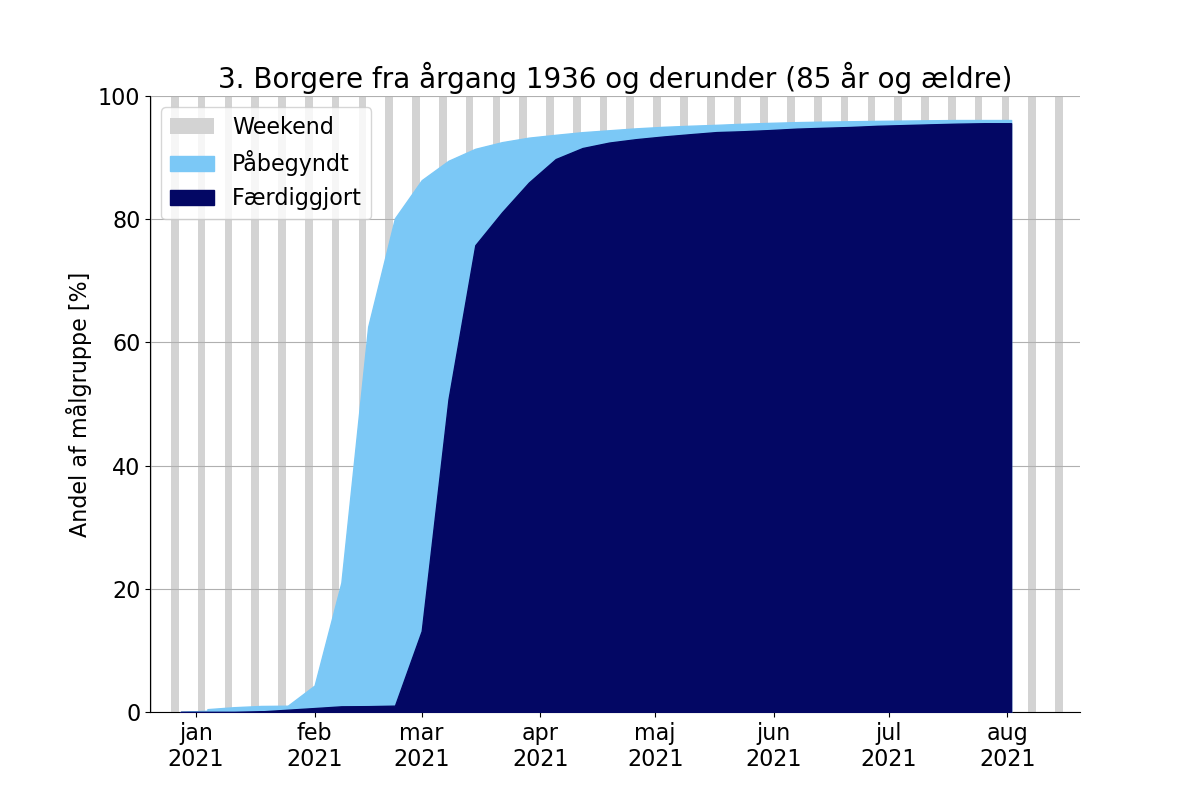 3. Borgere fra årgang 1936 og derunder (85 år og ældre)
Weekend
Påbegyndt
Færdiggjort
Andel af målgruppe [%]
100
80
60
40
20
0
jan feb mar apr maj jun jul aug
2021 2021 2021 2021 2021 2021 2021 2021